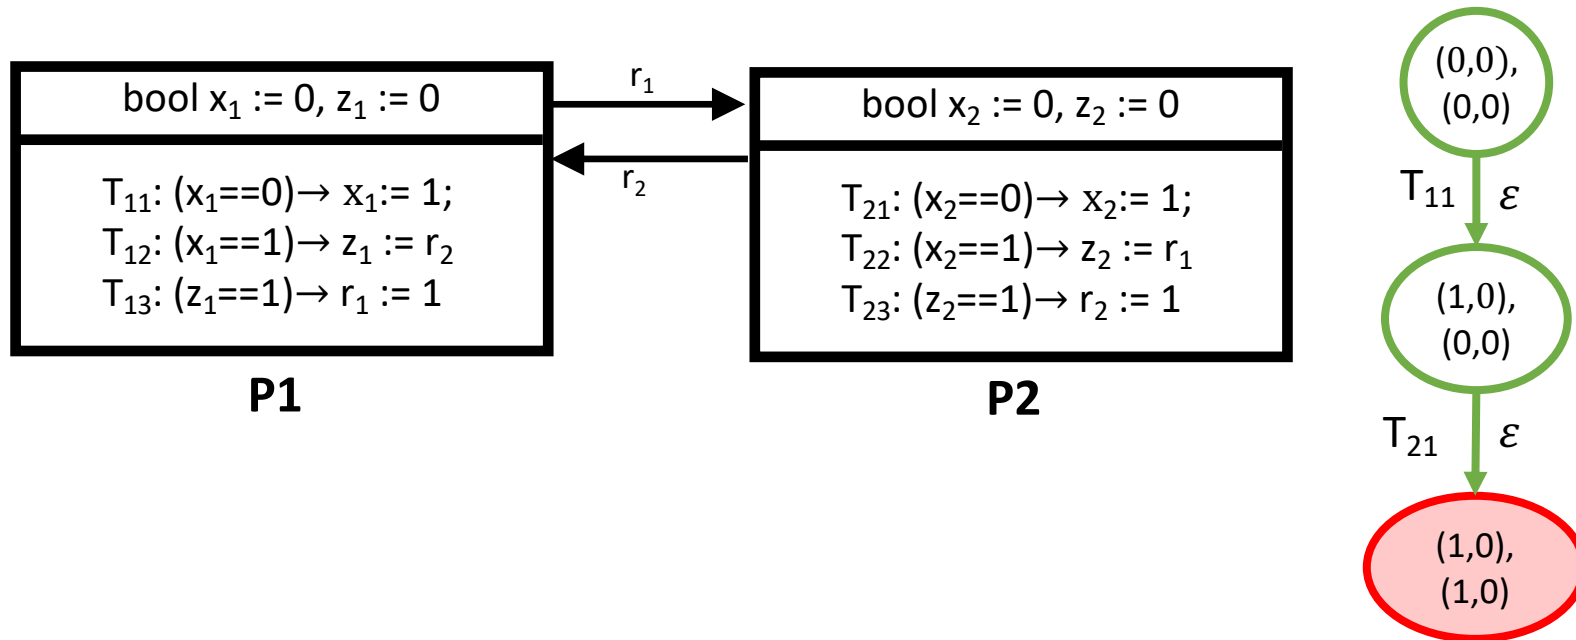 bool x₁ := 0, z₁ := 0
T₁₁: (x₁==0)→ x₁:= 1;
T₁₂: (x₁==1)→ z₁ := r₂
T₁₃: (z₁==1)→ r₁ := 1
P1
r₁
r₂
bool x₂ := 0, z₂ := 0
T₂₁: (x₂==0)→ x₂:= 1;
T₂₂: (x₂==1)→ z₂ := r₁
T₂₃: (z₂==1)→ r₂ := 1
P2
(0,0),
(0,0)
T₁₁ ε
(1,0),
(0,0)
T₂₁ ε
(1,0),
(1,0)